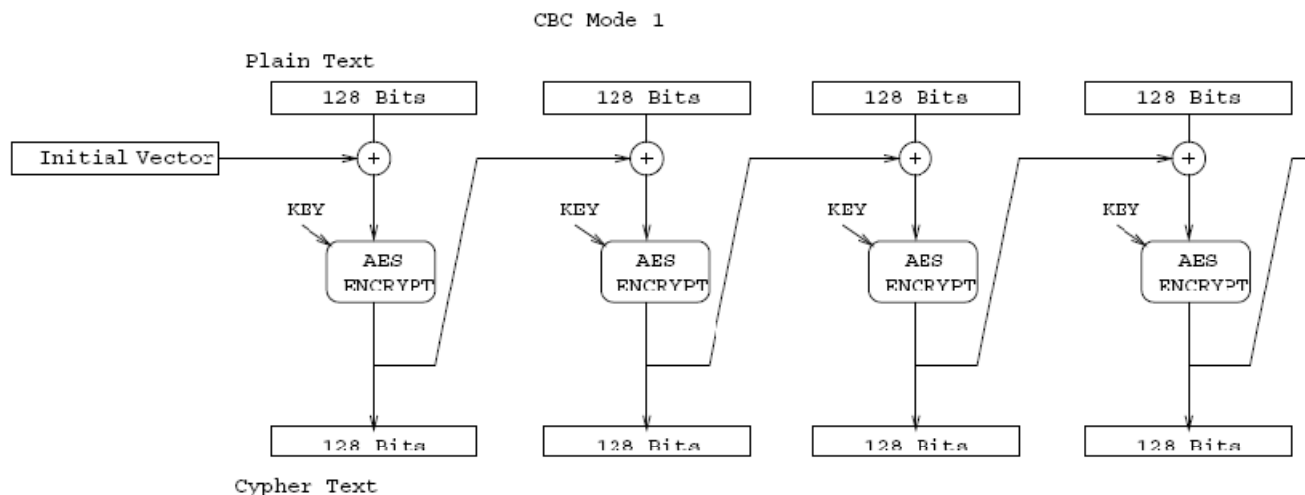 CBC Mode 1
Plain Text
128 Bits
128 Bits
128 Bits
128 Bits
Initial Vector
+
+
+
+
KEY
KEY
KEY
KEY
AES
ENCRYPT
AES
ENCRYPT
AES
ENCRYPT
AES
ENCRYPT
128 Bits
128 Bits
128 Bits
128 Bits
Cypher Text